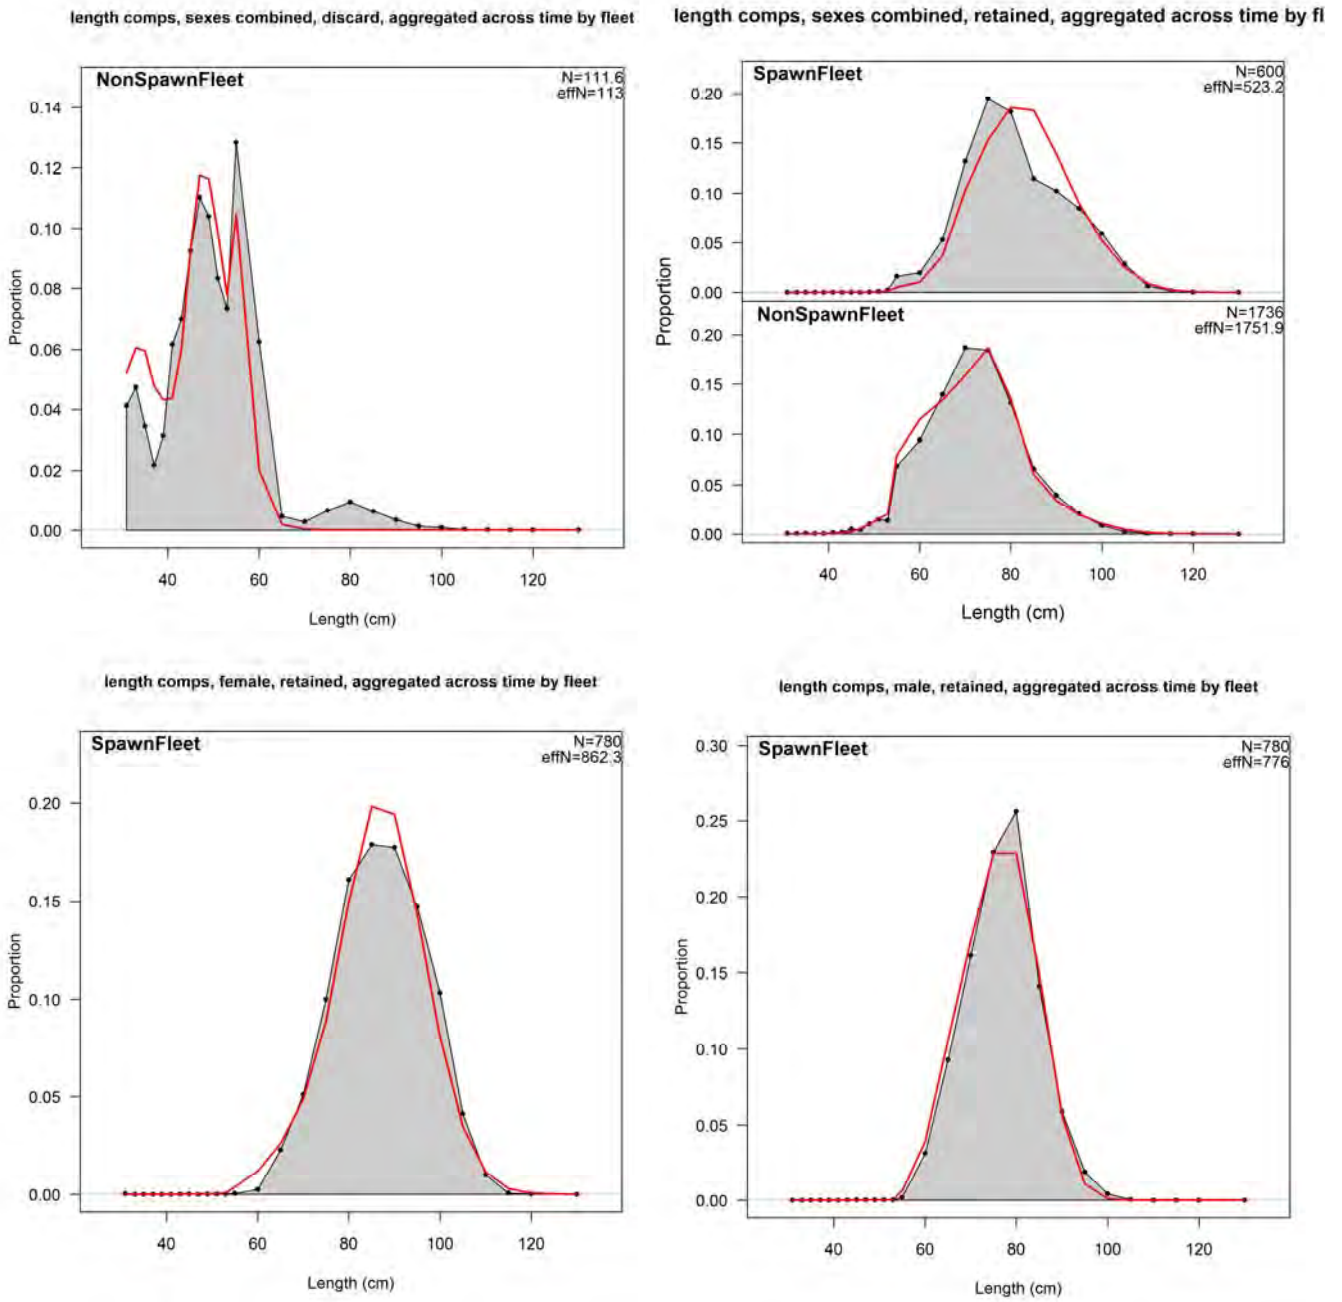 length comps, sexes combined, discard, aggregated across time by fleet
NonSpawnFleet
N=111.6
effN=113
0.14
0.12
0.10
0.08
0.06
0.04
0.02
0.00
Proportion
40 60 80 100 120
Length (cm)
length comps, sexes combined, retained, aggregated across time by fl
SpawnFleet
N=600
effN=523.2
0.20
0.15
0.10
0.05
0.00
NonSpawnFleet
N=1736
effN=1751.9
0.20
0.15
0.10
0.05
0.00
Proportion
40 60 80 100 120
Length (cm)
length comps, female, retained, aggregated across time by fleet
SpawnFleet
N=780
effN=862.3
0.20
0.15
0.10
0.05
0.00
Proportion
40 60 80 100 120
Length (cm)
length comps, male, retained, aggregated across time by fleet
SpawnFleet
N=780
effN=776
0.30
0.25
0.20
0.15
0.10
0.05
0.00
Proportion
40 60 80 100 120
Length (cm)